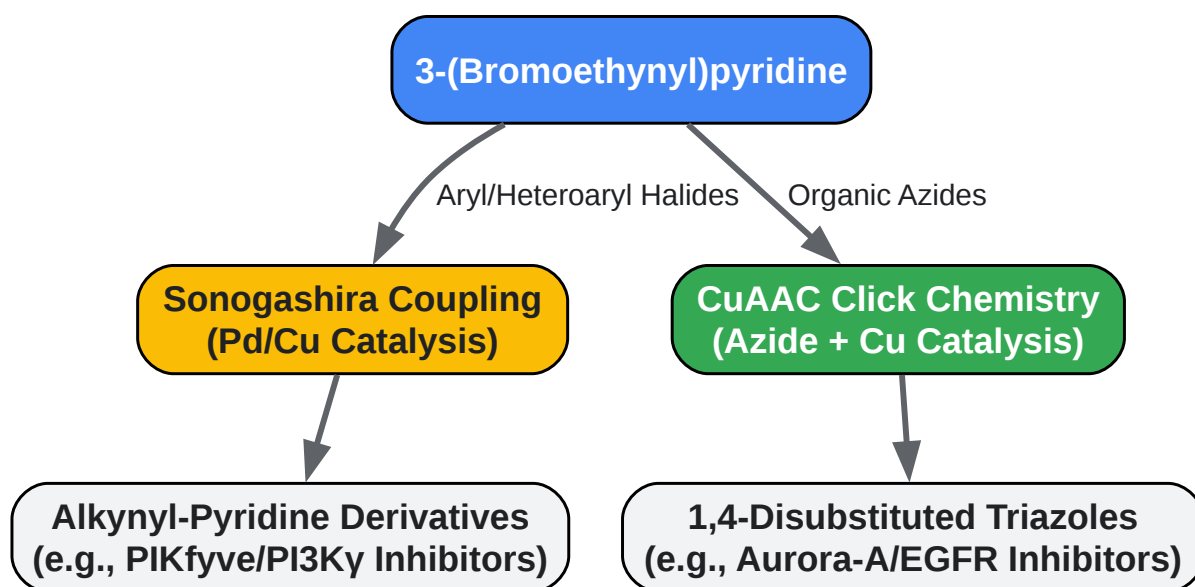 3-(Bromoethynyl)pyridine
Aryl/Heteroaryl Halides
Organic Azides
Sonogashira Coupling
(Pd/Cu Catalysis)
CuAAC Click Chemistry
(Azide + Cu Catalysis)
Alkynyl-Pyridine Derivatives
(e.g., PIKfyve/PI3Kγ Inhibitors)
1,4-Disubstituted Triazoles
(e.g., Aurora-A/EGFR Inhibitors)